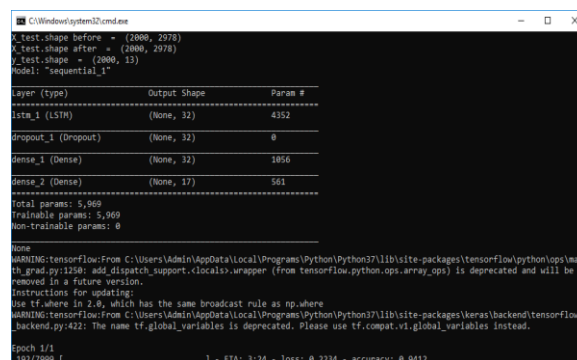 C:\Windows\system32\cmd.exe
X_test.shape before  =  (2000, 2978)
X_test.shape after  =  (2000, 2978)
y_test.shape  =  (2000, 13)
Model: "sequential_1"
Layer (type)                 Output Shape              Param #
lstm_1 (LSTM)                (None, 32)                4352
dropout_1 (Dropout)          (None, 32)                0
dense_1 (Dense)              (None, 32)                1056
dense_2 (Dense)              (None, 17)                561
Total params: 5,969
Trainable params: 5,969
Non-trainable params: 0
None
WARNING:tensorflow:From C:\Users\Admin\AppData\Local\Programs\Python\Python37\lib\site-packages\tensorflow\python\ops\ma
th_grad.py:1250: add_dispatch_support.<locals>.wrapper (from tensorflow.python.ops.array_ops) is deprecated and will be
removed in a future version.
Instructions for updating:
Use tf.where in 2.0, which has the same broadcast rule as np.where
WARNING:tensorflow:From C:\Users\Admin\AppData\Local\Programs\Python\Python37\lib\site-packages\keras\backend\tensorflow
_backend.py:422: The name tf.global_variables is deprecated. Please use tf.compat.v1.global_variables instead.
Epoch 1/1
192/7999 [                              ] - ETA: 3:24 - loss: 0.2234 - accuracy: 0.9412